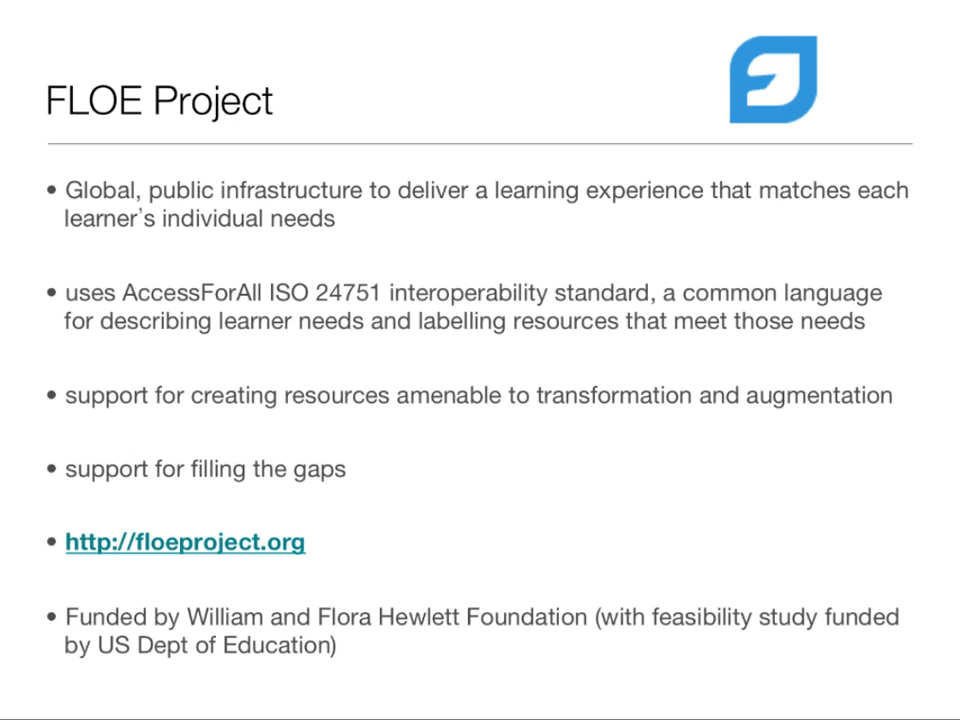 FLOE Project
• Global, public infrastructure to deliver a learning experience that matches each
learner's individual needs
• uses AccessForAll ISO 24751 interoperability standard, a common language
for describing learner needs and labelling resources that meet those needs
• support for creating resources amenable to transformation and augmentation
• support for filling the gaps
• http://floeproject.org
• Funded by William and Flora Hewlett Foundation (with feasibility study funded
by US Dept of Education)